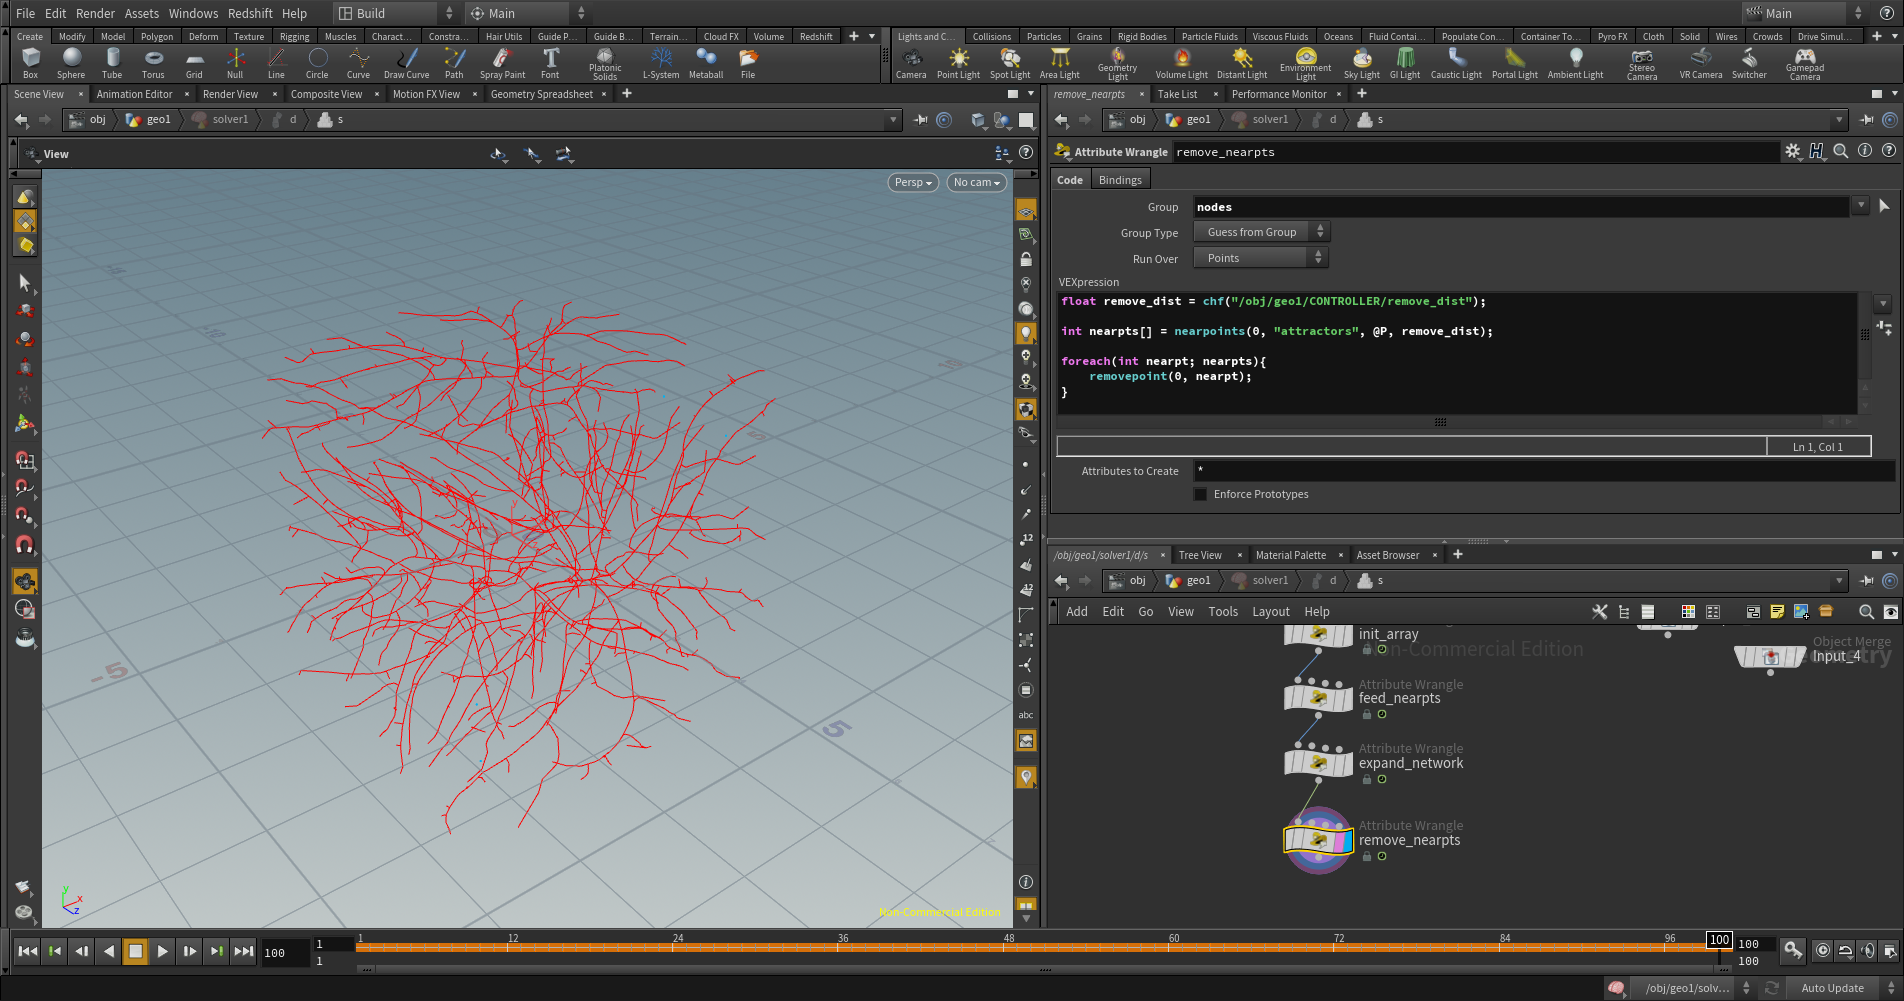 File Edit Render Assets Windows Redshift Help Build Main Main
Create Modify Model Polygon Deform Texture Rigging Muscles Charact... Constra... Hair Utils Guide P... Guide B... Terrain... Cloud FX Volume Redshift
Lights and C... Collisions Particles Grains Rigid Bodies Particle Fluids Viscous Fluids Oceans Fluid Contai... Populate Con... Container To... Pyro FX Cloth Solid Wires Crowds Drive Simul...
Box Sphere Tube Torus Grid Null Line Circle Curve Draw Curve Path Spray Paint Font Platonic Solids L-System Metaball File
Camera Point Light Spot Light Area Light Geometry Light Volume Light Distant Light Environment Light Sky Light GI Light Caustic Light Portal Light Ambient Light Stereo Camera VR Camera Switcher Gamepad Camera
Scene View Animation Editor Render View Composite View Motion FX View Geometry Spreadsheet
remove_nearpts Take List Performance Monitor
obj geo1 solver1 d s
obj geo1 solver1 d s
View
Persp No cam
Attribute Wrangle remove_nearpts
Code Bindings
Group nodes
Group Type Guess from Group
Run Over Points
VEXpression
float remove_dist = chf("/obj/geo1/CONTROLLER/remove_dist");
int nearpts[] = nearpoints(0, "attractors", @P, remove_dist);
foreach(int nearpt; nearpts){
removepoint(0, nearpt);
}
Ln 1, Col 1
Attributes to Create *
Enforce Prototypes
-5
5
12
12
abc
y
x
z
Non-Commercial Edition
/obj/geo1/solver1/d/s Tree View Material Palette Asset Browser
obj geo1 solver1 d s
Add Edit Go View Tools Layout Help
Non-Commercial Edition
init_array
Object Merge
Input_4
Attribute Wrangle
feed_nearpts
Attribute Wrangle
expand_network
Attribute Wrangle
remove_nearpts
100
1
1
1 12 24 36 48 60 72 84 96 100
100
100
/obj/geo1/solv... Auto Update